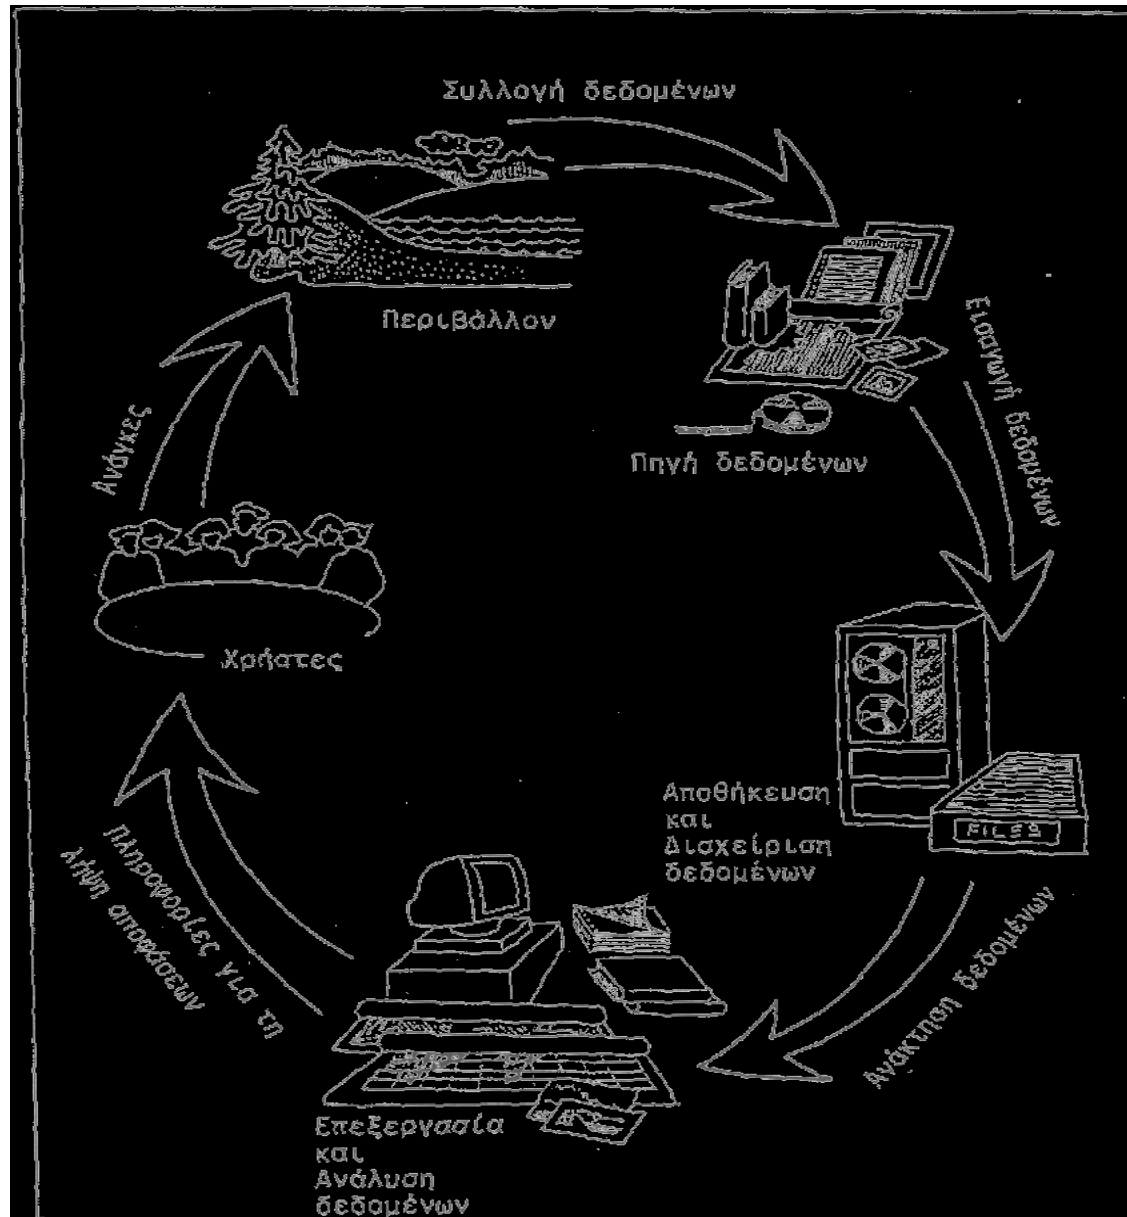 Συλλογή δεδομένων
Περιβάλλον
Εισαγωγή δεδομένων
Πηγή δεδομένων
Ανάγκες
Χρήστες
Αποθήκευση
και
Διαχείριση
δεδομένων
FILES
Ανάκτηση δεδομένων
Πληροφορίες για τη
λήψη αποφάσεων
Επεξεργασία
και
Ανάλυση
δεδομένων